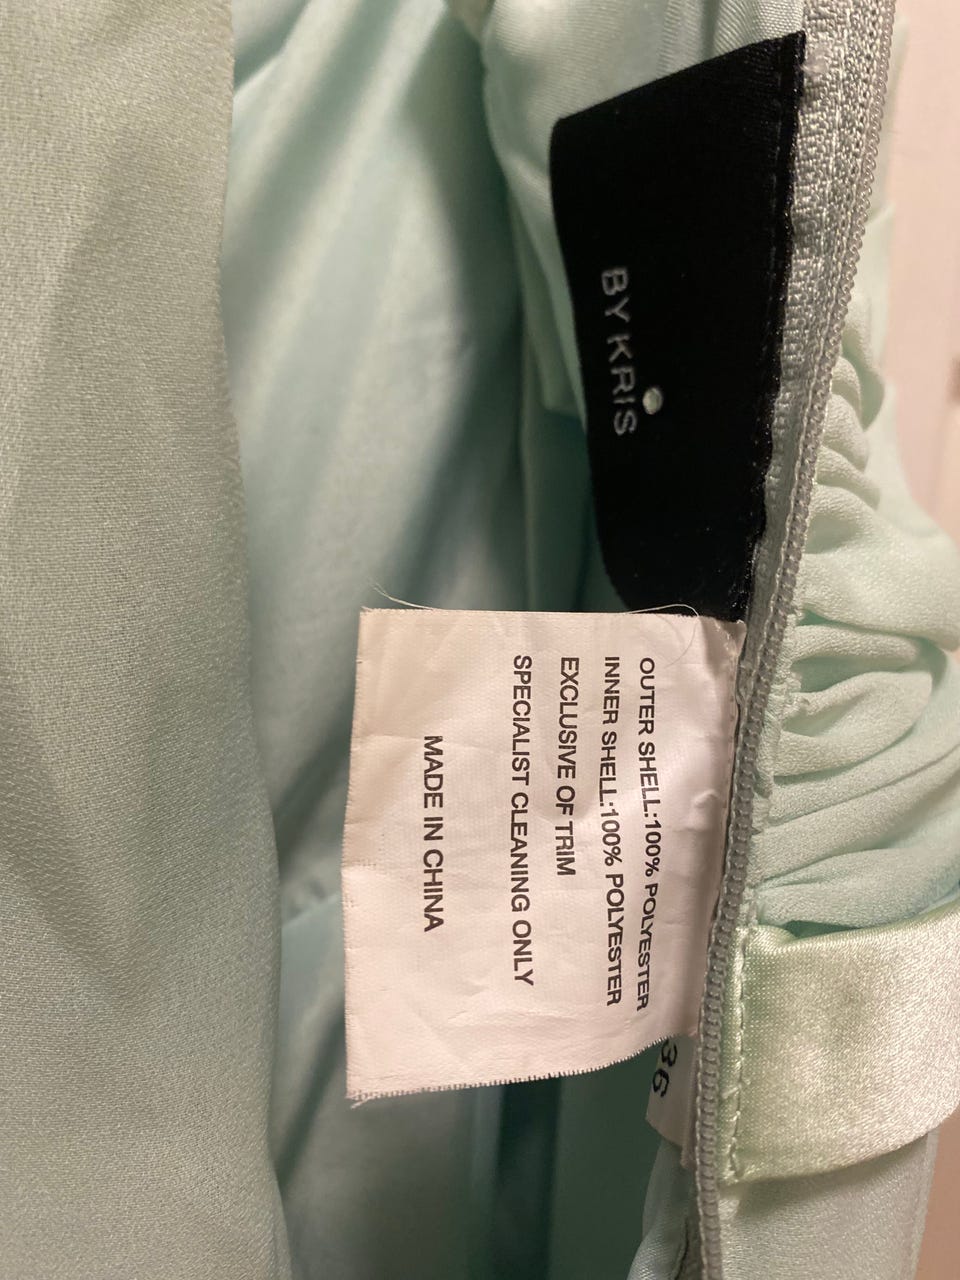 BY KRIS
OUTER SHELL:100% POLYESTER
INNER SHELL:100% POLYESTER
EXCLUSIVE OF TRIM
SPECIALIST CLEANING ONLY
MADE IN CHINA
36